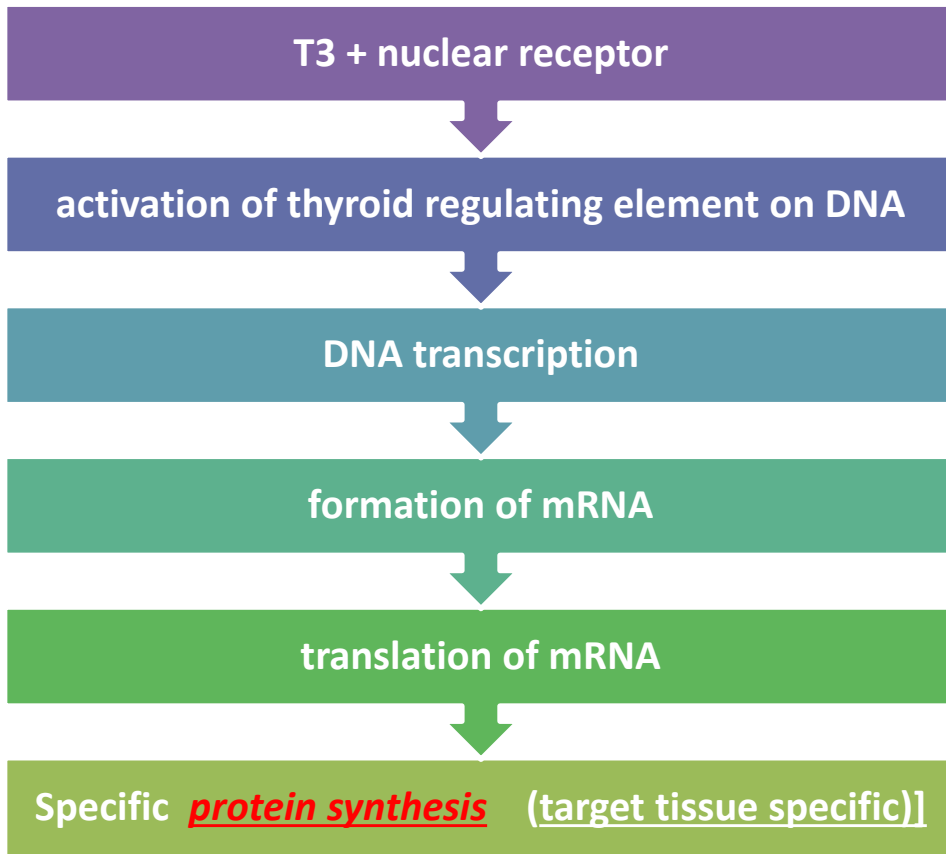 T3 + nuclear receptor
activation of thyroid regulating element on DNA
DNA transcription
formation of mRNA
translation of mRNA
Specific protein synthesis (target tissue specific)]